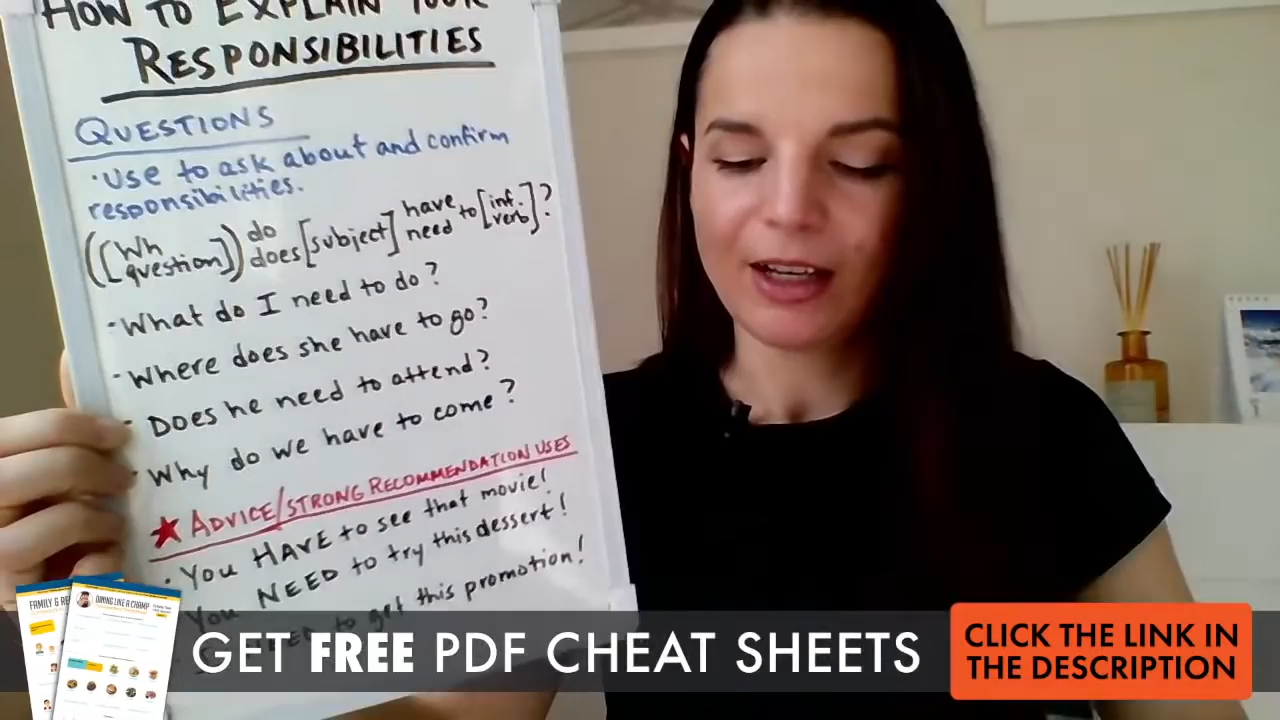 HOW TO EXPLAIN YOUR
RESPONSIBILITIES
QUESTIONS
• Use to ask about and confirm
responsibilities.
([Wh question]) do does [subject] have need to [inf. verb]?
- What do I need to do?
- Where does she have to go?
- Does he need to attend?
- Why do we have to come?
★ ADVICE/STRONG RECOMMENDATION USES
• You HAVE to see that movie!
You NEED to try this dessert!
to get this promotion!
FAMILY & RE
DINING LIKE A CHAMP
GET FREE PDF CHEAT SHEETS
CLICK THE LINK IN
THE DESCRIPTION